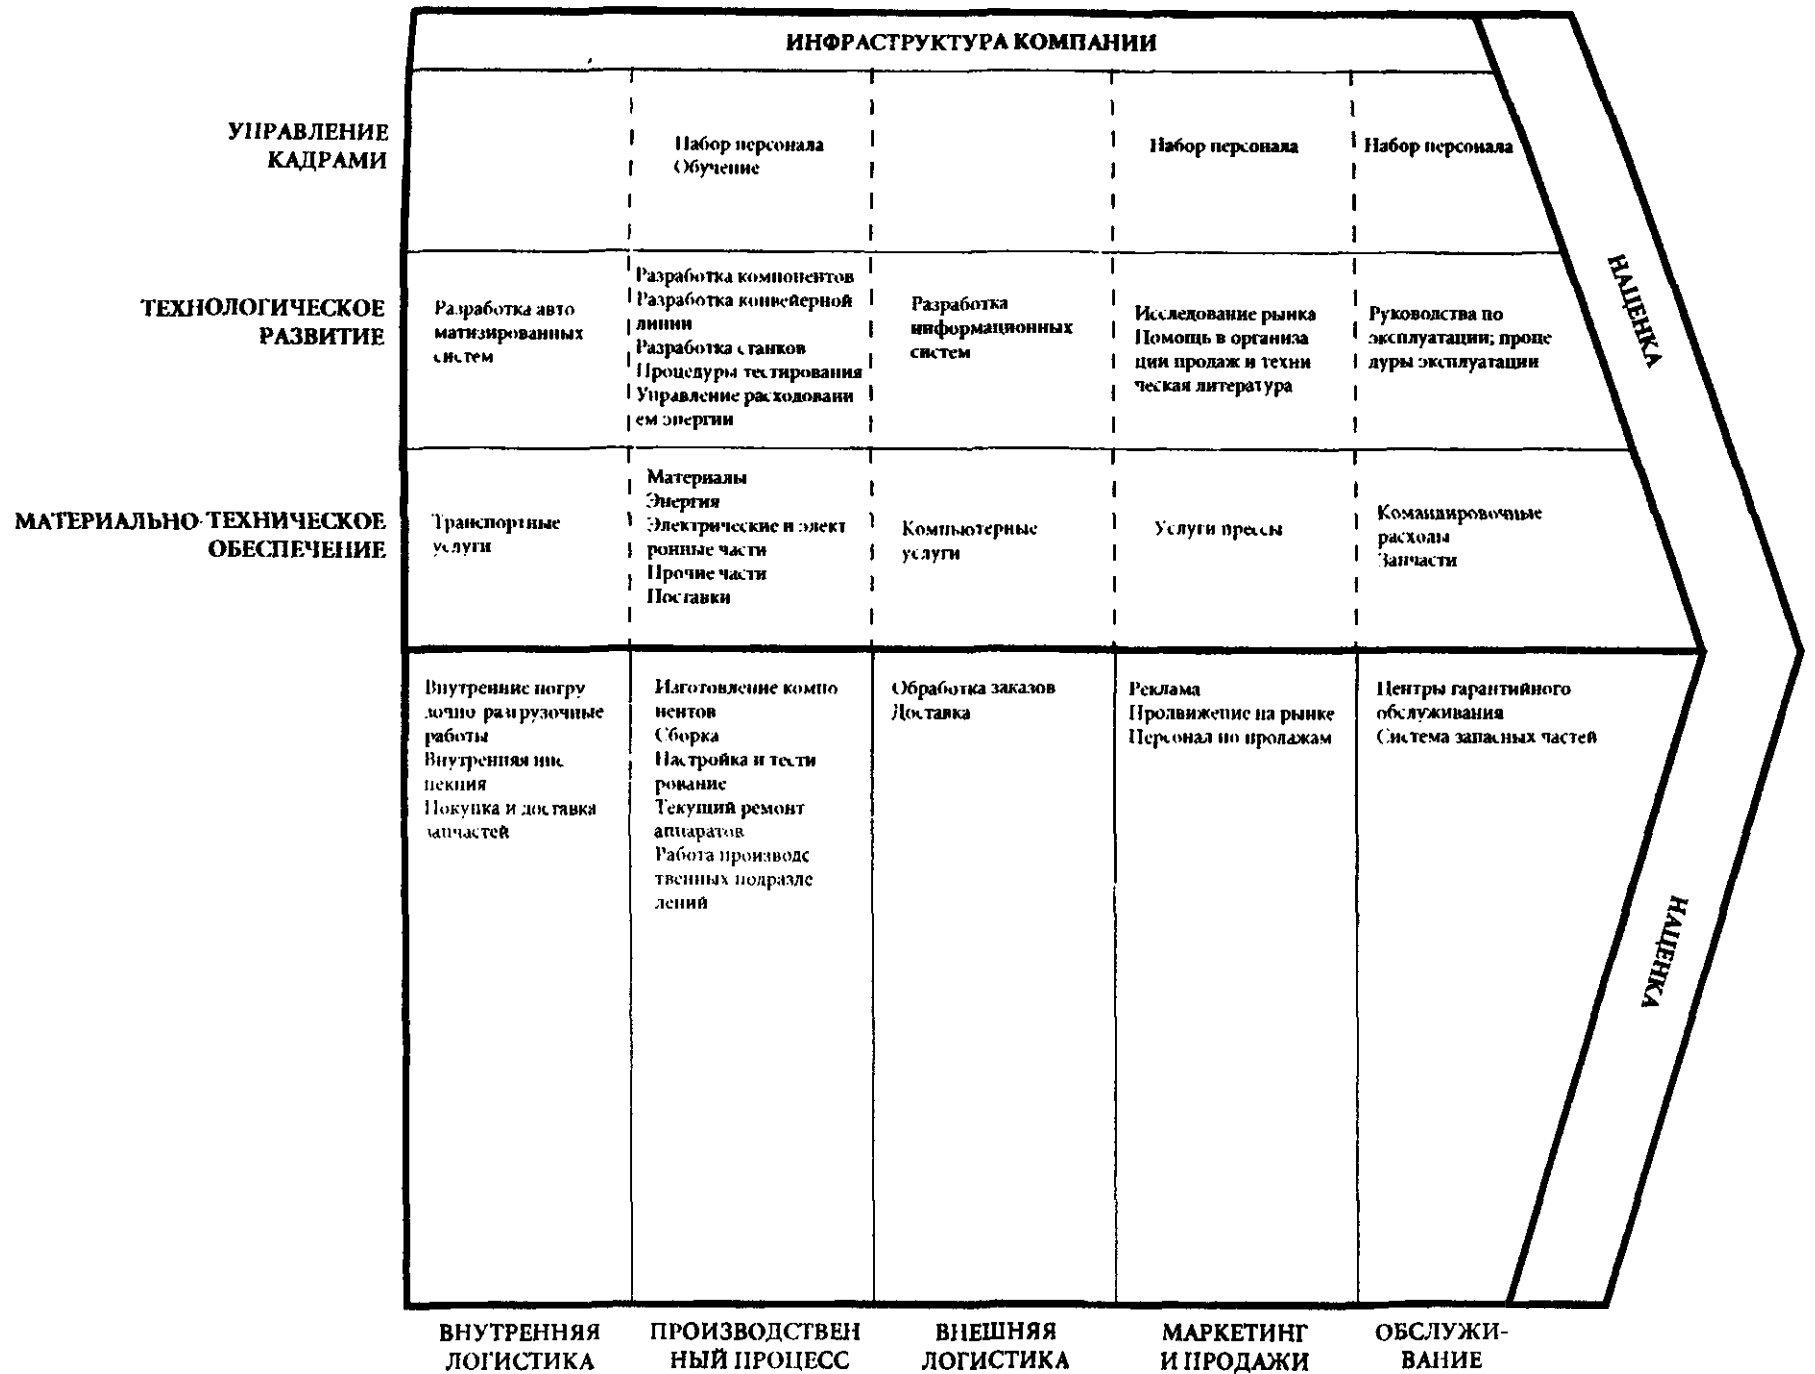 ИНФРАСТРУКТУРА КОМПАНИИ
УПРАВЛЕНИЕ
КАДРАМИ
Набор персонала
Обучение
Набор персонала
Набор персонала
ТЕХНОЛОГИЧЕСКОЕ
РАЗВИТИЕ
Разработка авто
матизированных
систем
Разработка компонентов
Разработка конвейерной
линии
Разработка станков
Процедуры тестирования
Управление расходовани
ем энергии
Разработка
информационных
систем
Исследование рынка
Помощь в организа
ции продаж и техни
ческая литература
Руководства по
эксплуатации; проце
дуры эксплуатации
НАЦЕНКА
МАТЕРИАЛЬНО-ТЕХНИЧЕСКОЕ
ОБЕСПЕЧЕНИЕ
Транспортные
услуги
Материалы
Энергия
Электрические и элект
ронные части
Прочие части
Поставки
Компьютерные
услуги
Услуги прессы
Командировочные
расходы
Запчасти
Внутренние погру
зочно разгрузочные
работы
Внутренняя инс
пекция
Покупка и доставка
запчастей
Изготовление компо
нентов
Сборка
Настройка и тести
рование
Текущий ремонт
аппаратов
Работа производс
твенных подразде
лений
Обработка заказов
Доставка
Реклама
Продвижение на рынке
Персонал по продажам
Центры гарантийного
обслуживания
Система запасных частей
НАЦЕНКА
ВНУТРЕННЯЯ
ЛОГИСТИКА
ПРОИЗВОДСТВЕН
НЫЙ ПРОЦЕСС
ВНЕШНЯЯ
ЛОГИСТИКА
МАРКЕТИНГ
И ПРОДАЖИ
ОБСЛУЖИ-
ВАНИЕ